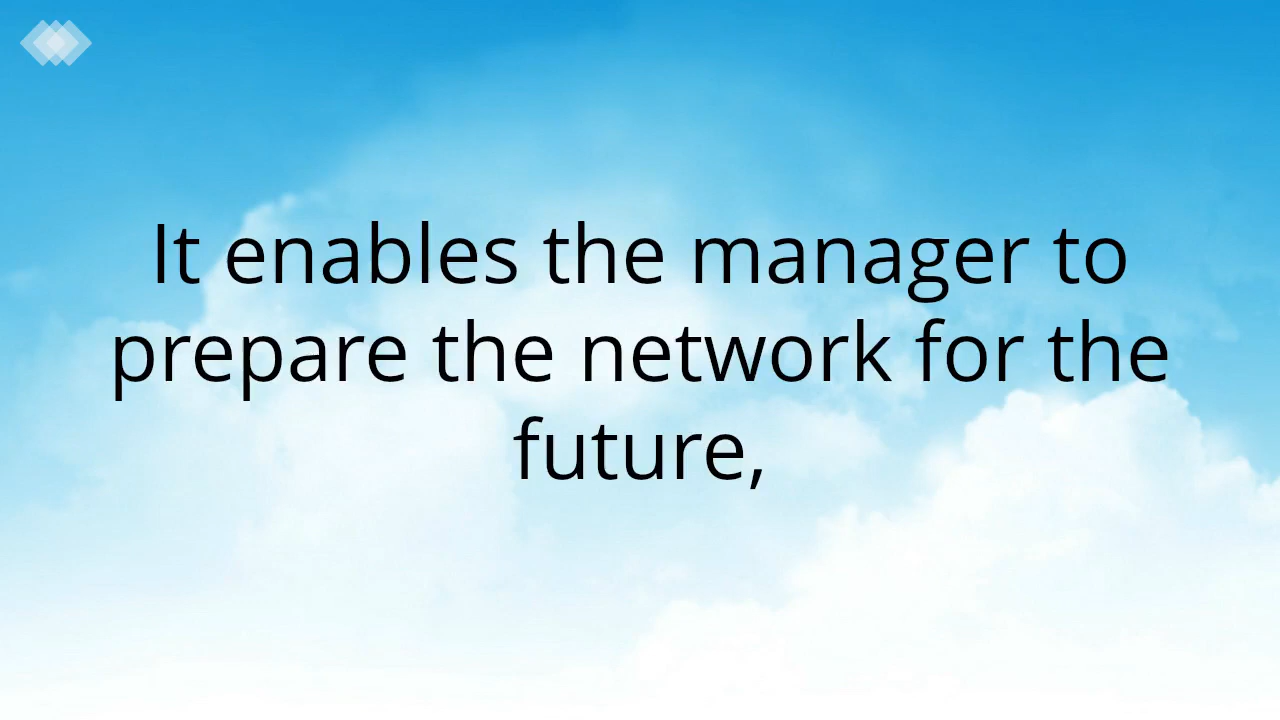 It enables the manager to
prepare the network for the
future,